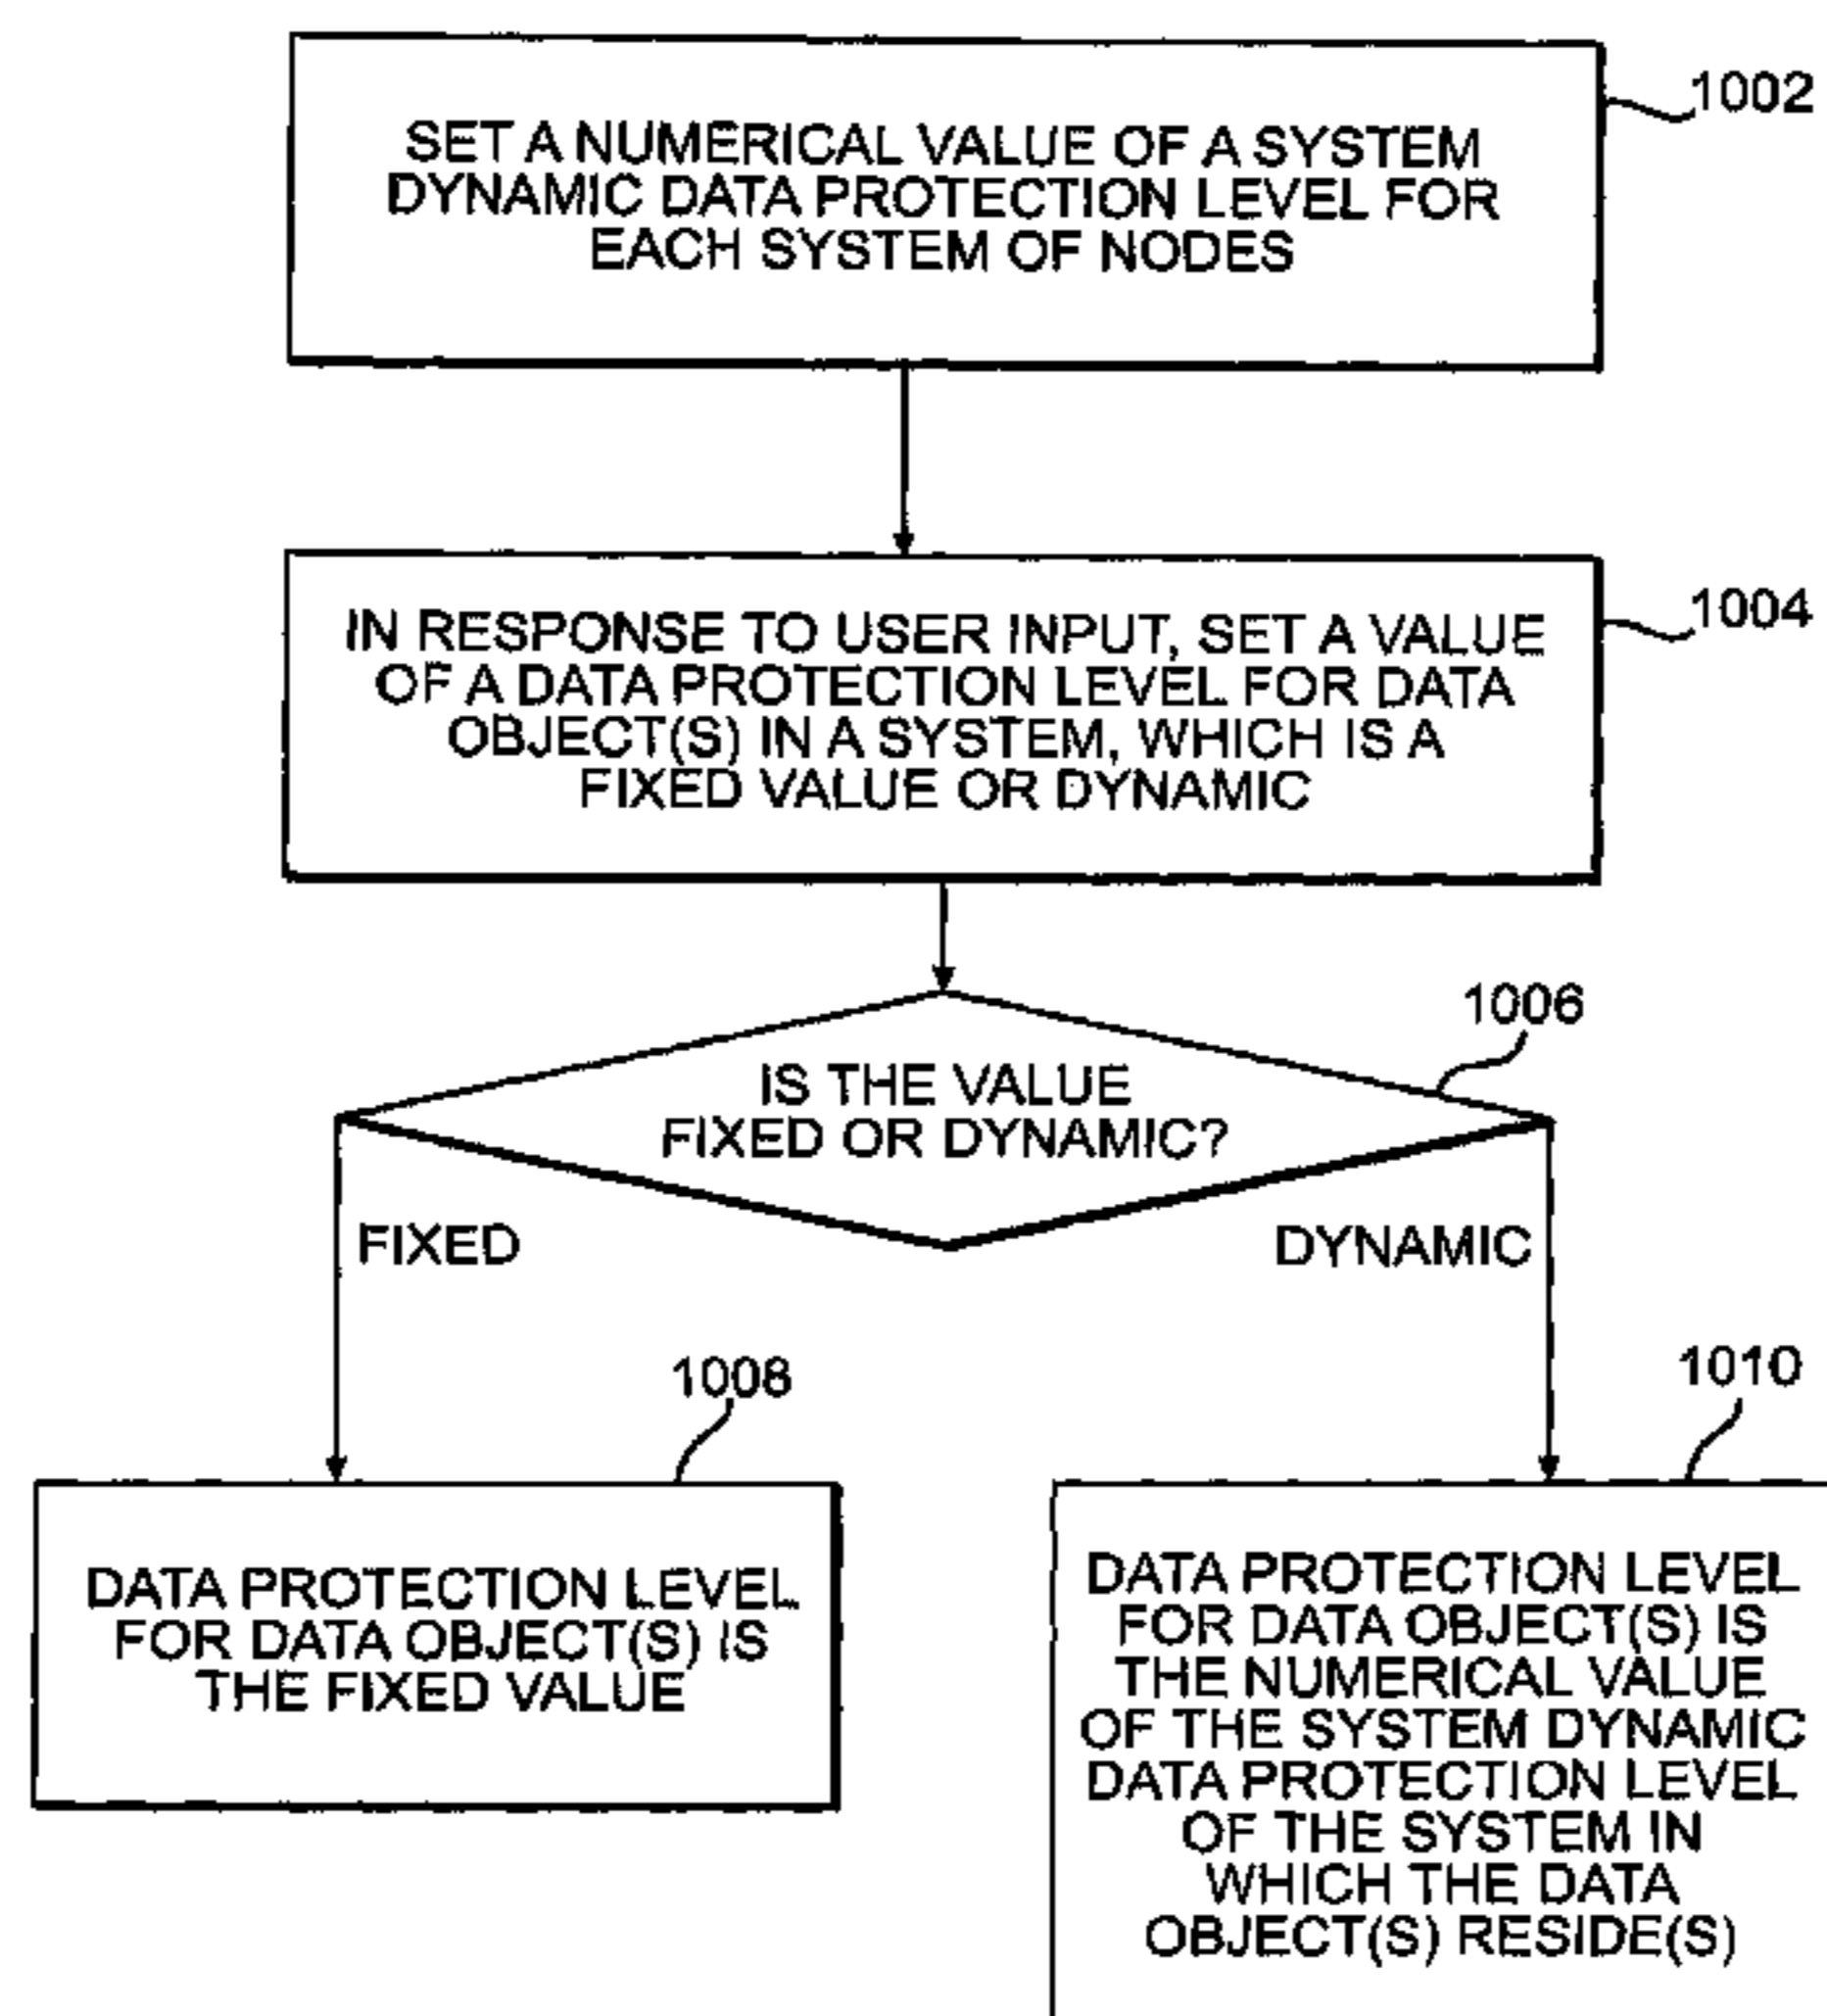 1002
SET A NUMERICAL VALUE OF A SYSTEM
DYNAMIC DATA PROTECTION LEVEL FOR
EACH SYSTEM OF NODES
1004
IN RESPONSE TO USER INPUT, SET A VALUE
OF A DATA PROTECTION LEVEL FOR DATA
OBJECT(S) IN A SYSTEM, WHICH IS A
FIXED VALUE OR DYNAMIC
1006
IS THE VALUE
FIXED OR DYNAMIC?
FIXED
DYNAMIC
1008
DATA PROTECTION LEVEL
FOR DATA OBJECT(S) IS
THE FIXED VALUE
1010
DATA PROTECTION LEVEL
FOR DATA OBJECT(S) IS
THE NUMERICAL VALUE
OF THE SYSTEM DYNAMIC
DATA PROTECTION LEVEL
OF THE SYSTEM IN
WHICH THE DATA
OBJECT(S) RESIDE(S)